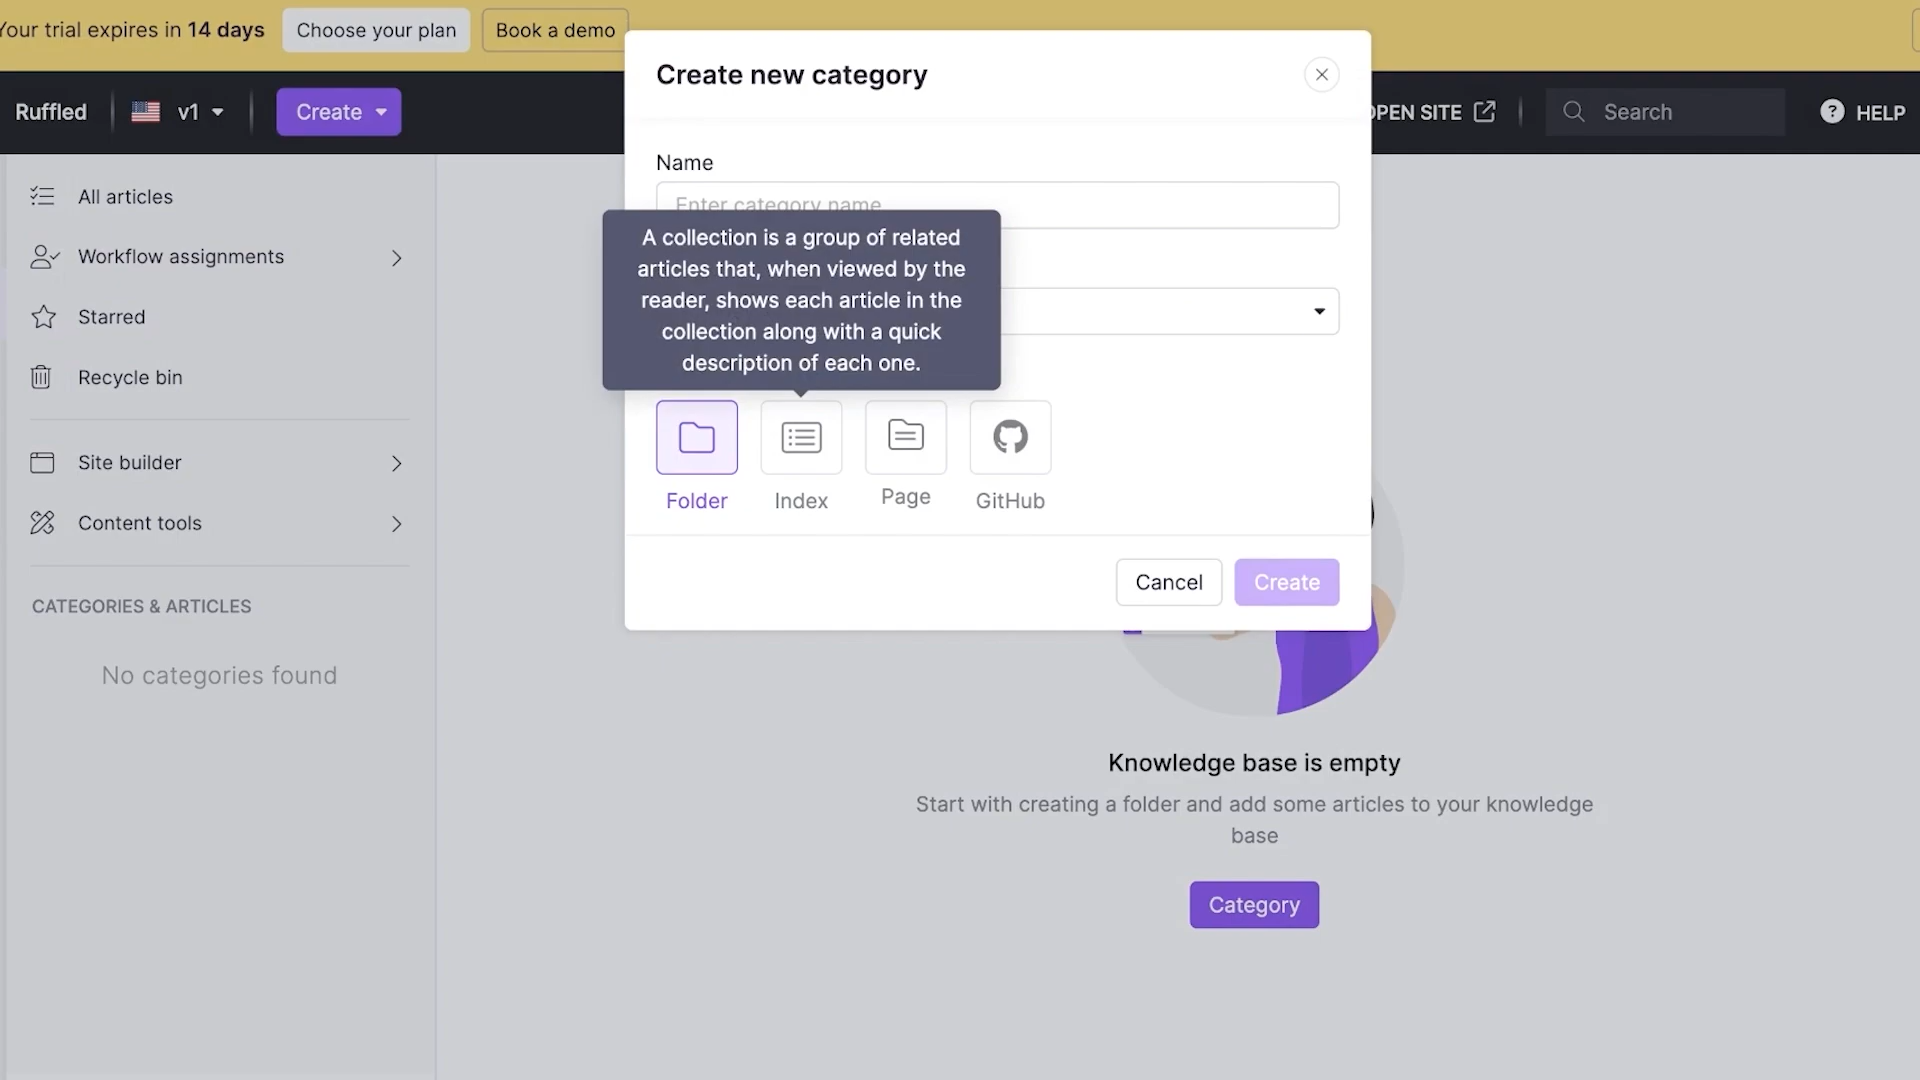 Your trial expires in 14 days
Choose your plan
Book a demo
Ruffled
v1
Create
OPEN SITE
Search
HELP
All articles
Workflow assignments
Starred
Recycle bin
Site builder
Content tools
CATEGORIES & ARTICLES
No categories found
Create new category
Name
Enter category name
A collection is a group of related
articles that, when viewed by the
reader, shows each article in the
collection along with a quick
description of each one.
Folder
Index
Page
GitHub
Cancel
Create
Knowledge base is empty
Start with creating a folder and add some articles to your knowledge
base
Category